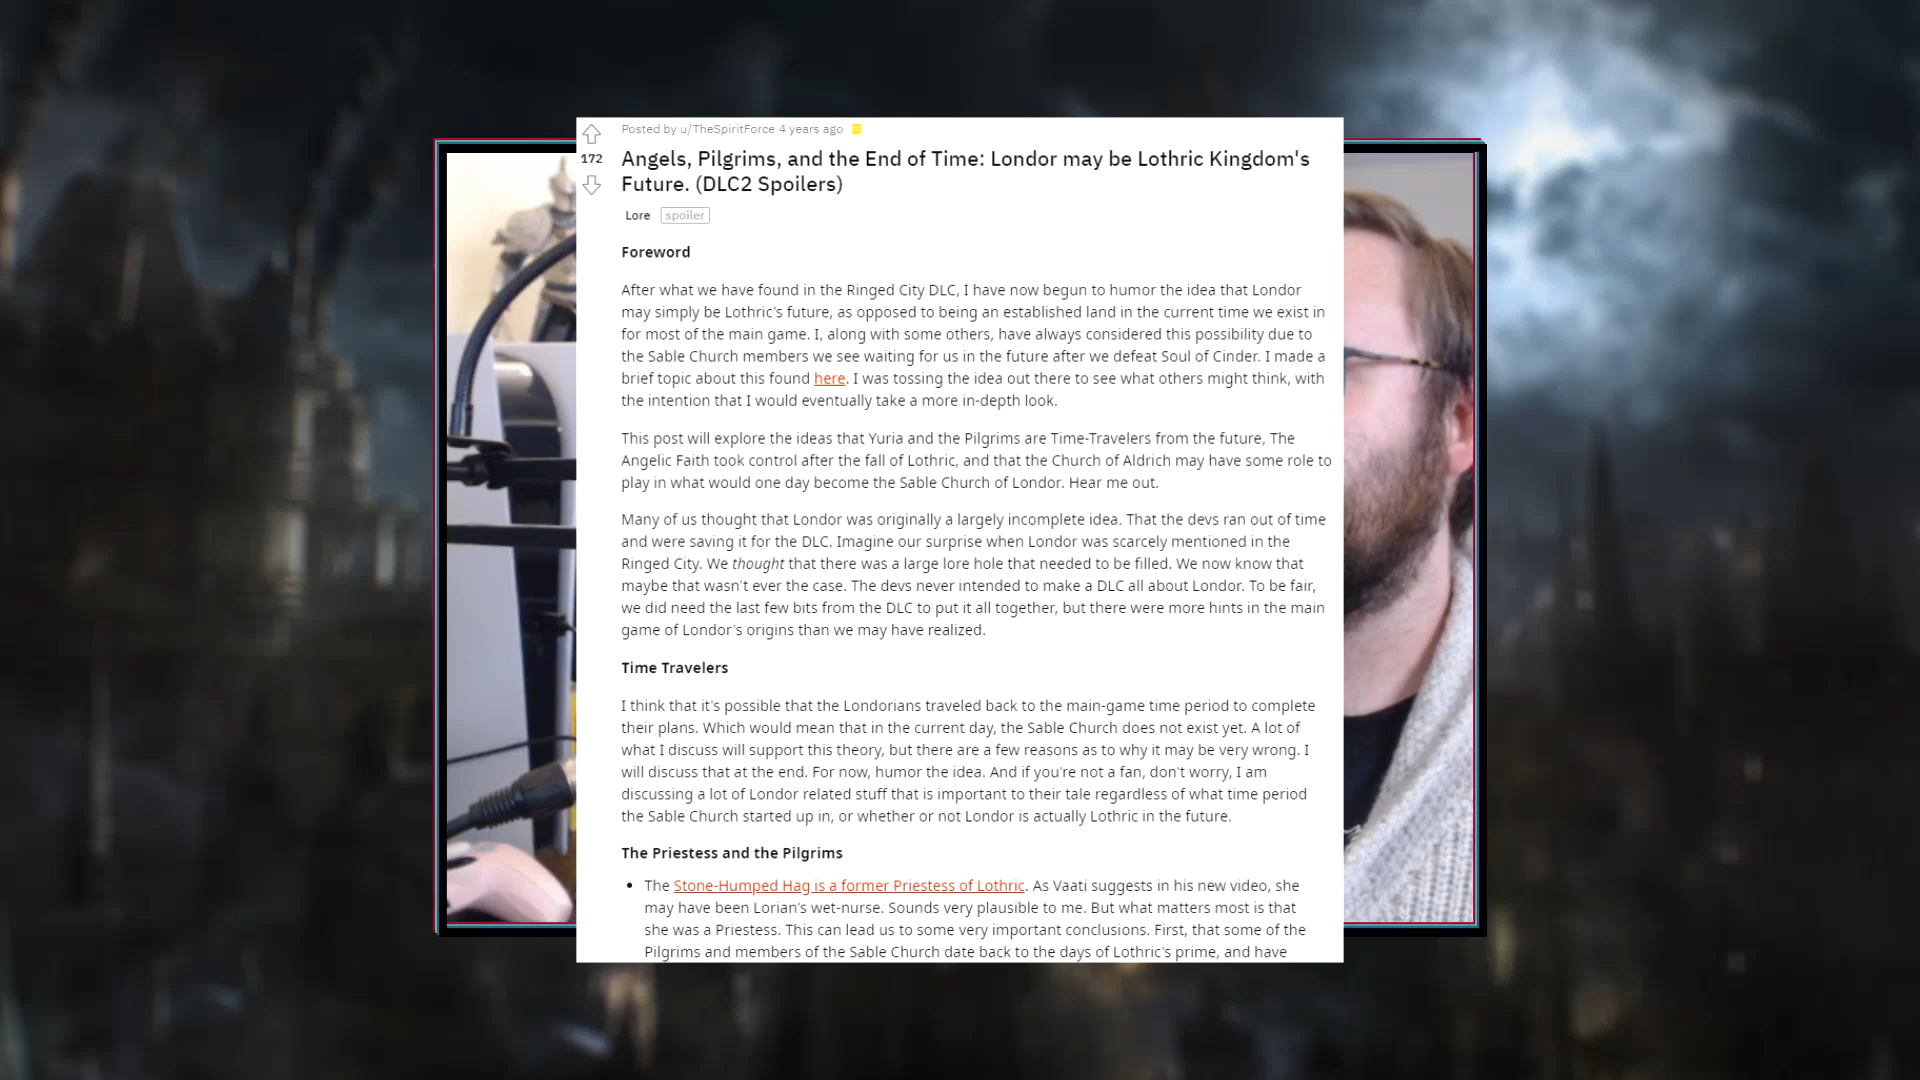 Posted by u/TheSpiritForce 4 years ago
172
Angels, Pilgrims, and the End of Time: Londor may be Lothric Kingdom's
Future. (DLC2 Spoilers)
Lore spoiler
Foreword
After what we have found in the Ringed City DLC, I have now begun to humor the idea that Londor
may simply be Lothric's future, as opposed to being an established land in the current time we exist in
for most of the main game. I, along with some others, have always considered this possibility due to
the Sable Church members we see waiting for us in the future after we defeat Soul of Cinder. I made a
brief topic about this found here. I was tossing the idea out there to see what others might think, with
the intention that I would eventually take a more in-depth look.
This post will explore the ideas that Yuria and the Pilgrims are Time-Travelers from the future, The
Angelic Faith took control after the fall of Lothric, and that the Church of Aldrich may have some role to
play in what would one day become the Sable Church of Londor. Hear me out.
Many of us thought that Londor was originally a largely incomplete idea. That the devs ran out of time
and were saving it for the DLC. Imagine our surprise when Londor was scarcely mentioned in the
Ringed City. We thought that there was a large lore hole that needed to be filled. We now know that
maybe that wasn't ever the case. The devs never intended to make a DLC all about Londor. To be fair,
we did need the last few bits from the DLC to put it all together, but there were more hints in the main
game of Londor's origins than we may have realized.
Time Travelers
I think that it's possible that the Londorians traveled back to the main-game time period to complete
their plans. Which would mean that in the current day, the Sable Church does not exist yet. A lot of
what I discuss will support this theory, but there are a few reasons as to why it may be very wrong. I
will discuss that at the end. For now, humor the idea. And if you're not a fan, don't worry, I am
discussing a lot of Londor related stuff that is important to their tale regardless of what time period
the Sable Church started up in, or whether or not Londor is actually Lothric in the future.
The Priestess and the Pilgrims
• The Stone-Humped Hag is a former Priestess of Lothric. As Vaati suggests in his new video, she
may have been Lorian's wet-nurse. Sounds very plausible to me. But what matters most is that
she was a Priestess. This can lead us to some very important conclusions. First, that some of the
Pilgrims and members of the Sable Church date back to the days of Lothric's prime, and have